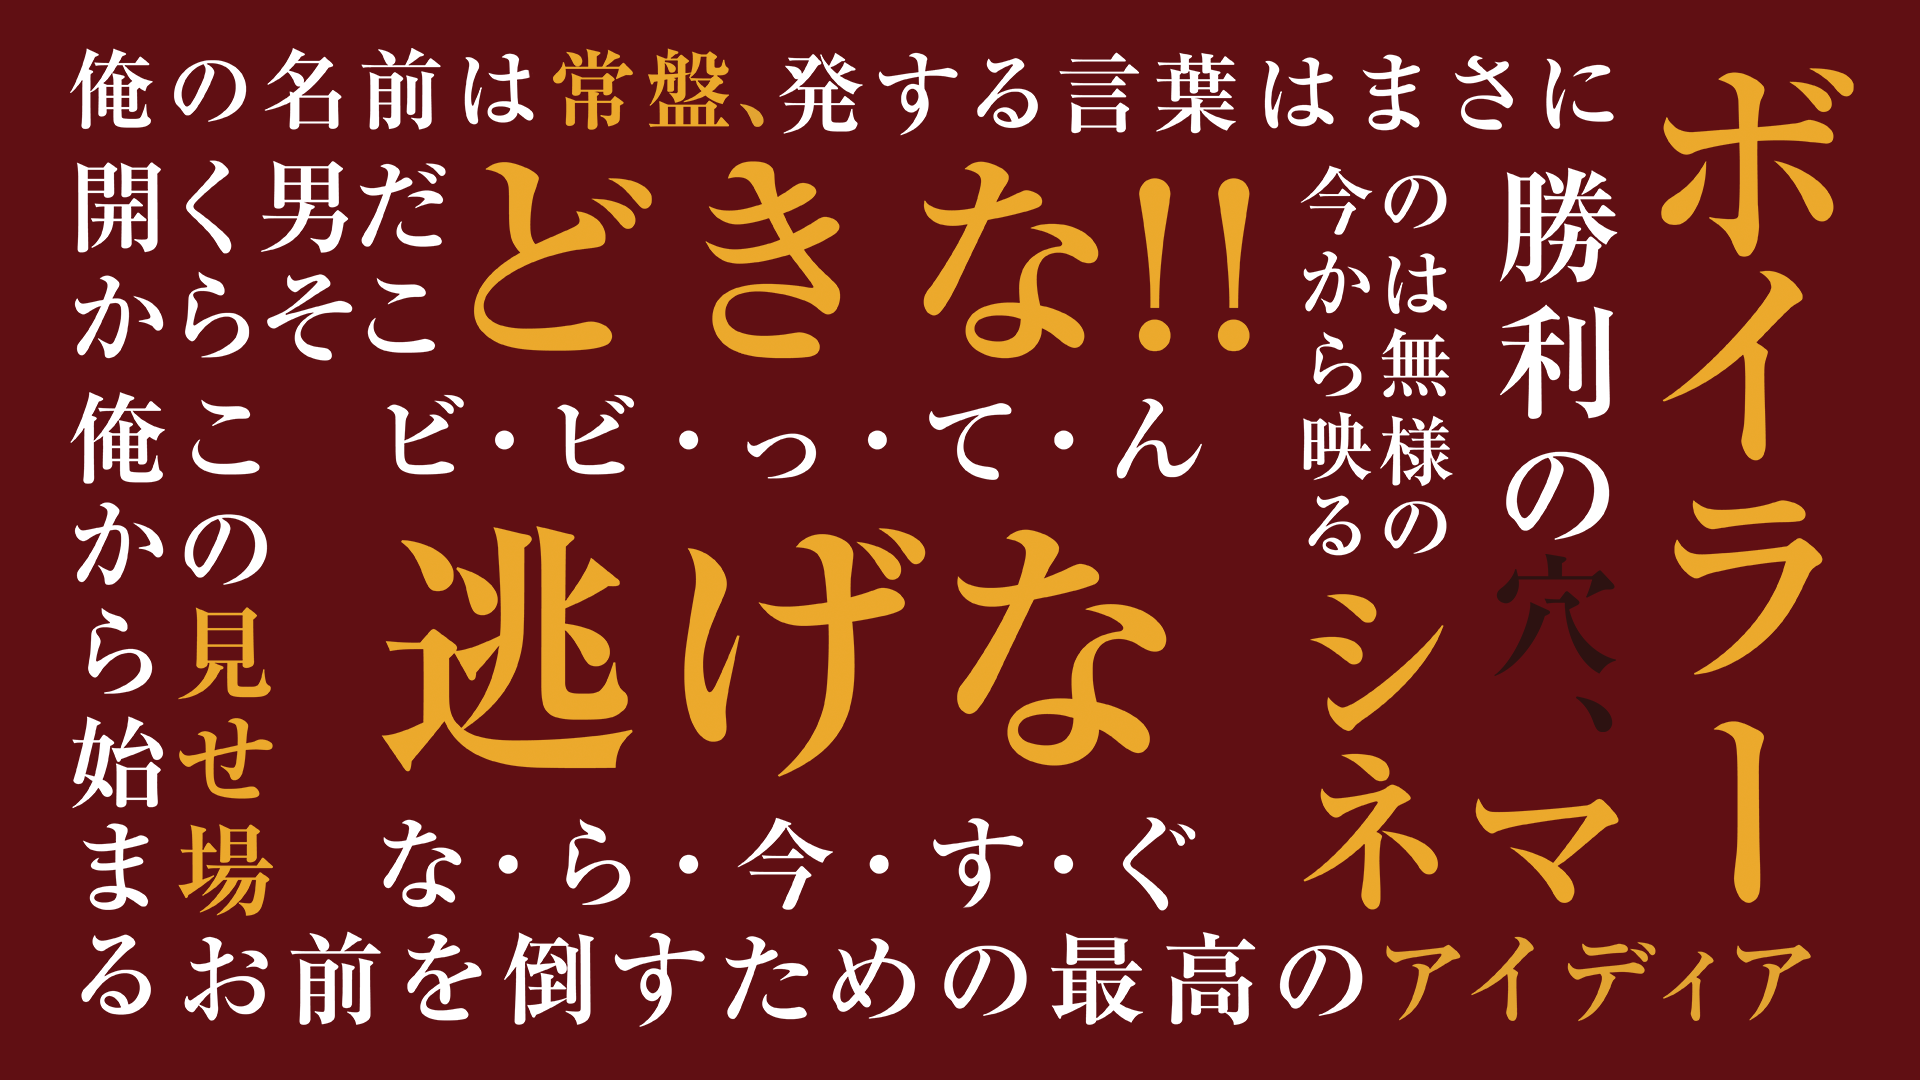 俺の名前は常盤、発する言葉はまさに
ボイラー
勝利の穴、
開く男だ
からそこ
どきな!!
ビ・ビ・っ・て・ん
な・ら・今・す・ぐ
逃げな
今から映る
のは無様の
シネマ
俺から始まる
この見せ場
お前を倒すための最高のアイディア